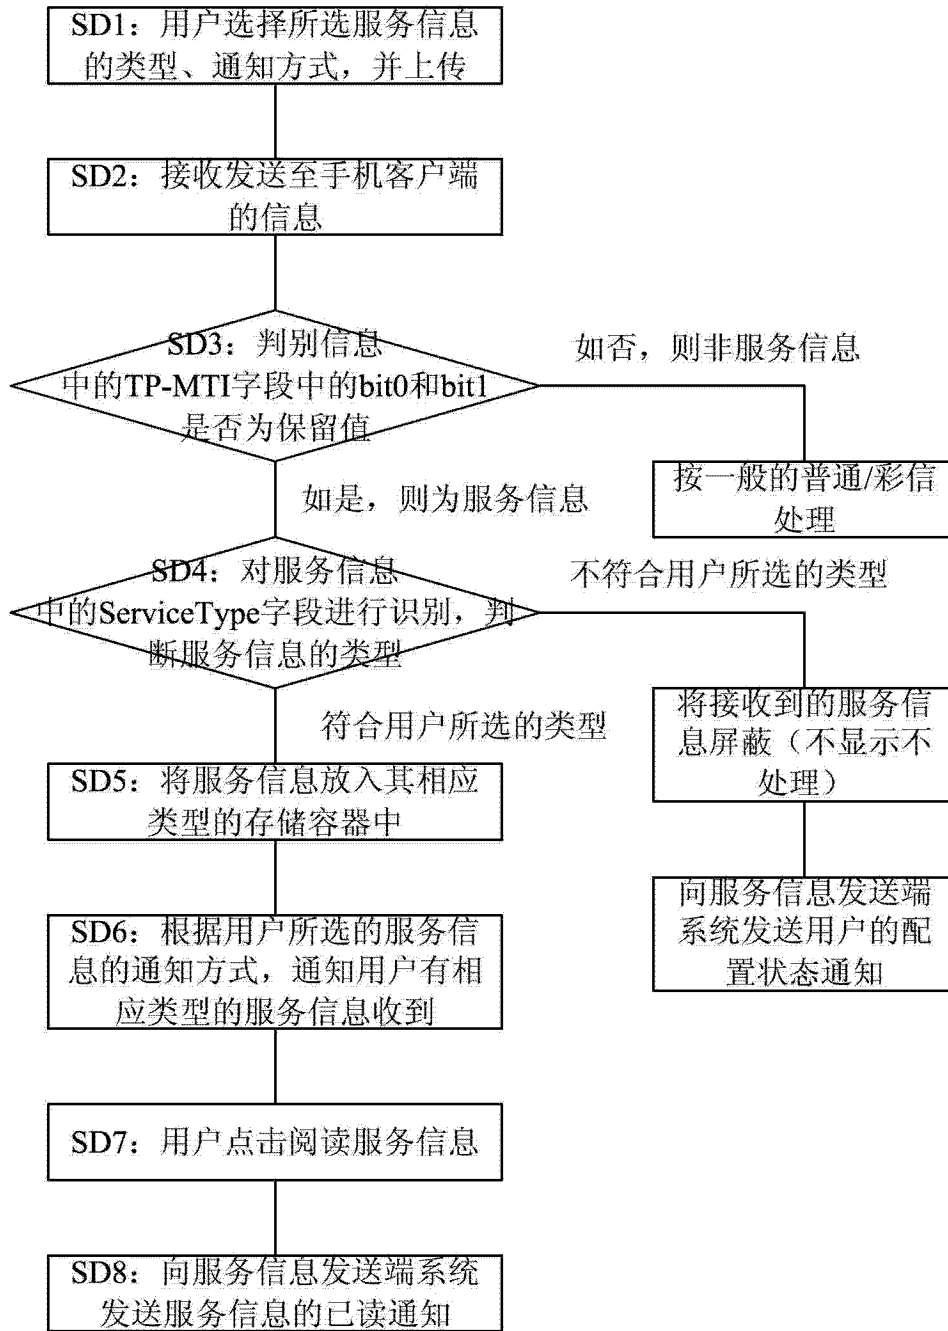 SD1：用户选择所选服务信息
的类型、通知方式，并上传
SD2：接收发送至手机客户端
的信息
SD3：判别信息
中的TP-MTI字段中的bit0和bit1
是否为保留值
如否，则非服务信息
按一般的普通/彩信
处理
如是，则为服务信息
SD4：对服务信息
中的ServiceType字段进行识别，判
断服务信息的类型
不符合用户所选的类型
将接收到的服务信
息屏蔽（不显示不
处理）
向服务信息发送端
系统发送用户的配
置状态通知
符合用户所选的类型
SD5：将服务信息放入其相应
类型的存储容器中
SD6：根据用户所选的服务信
息的通知方式，通知用户有相
应类型的服务信息收到
SD7：用户点击阅读服务信息
SD8：向服务信息发送端系统
发送服务信息的已读通知